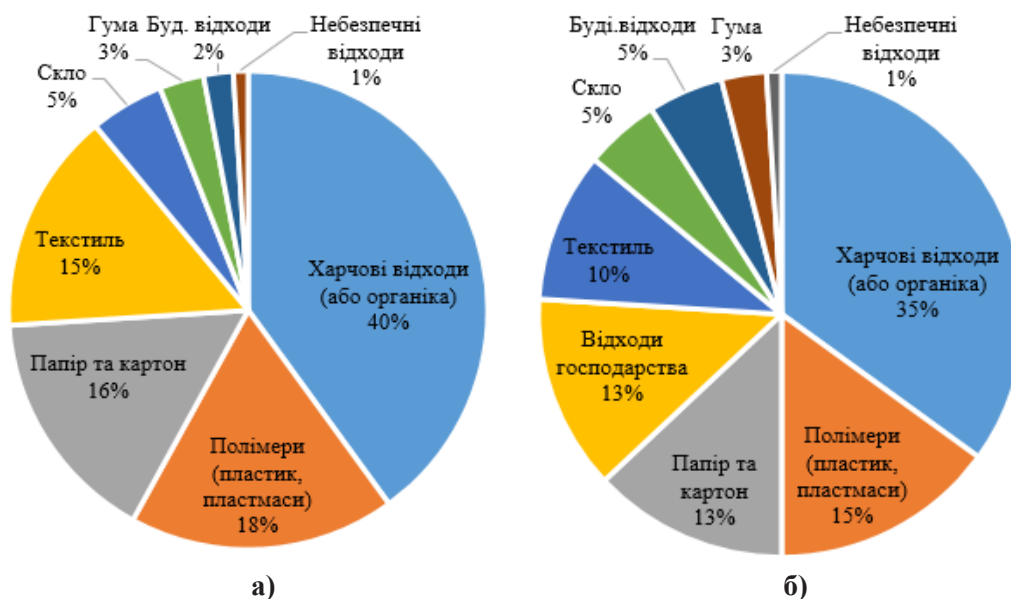 Гума
3%
Буд. відходи
2%
Небезпечні
відходи
1%
Скло
5%
Текстиль
15%
Харчові відходи
(або органіка)
40%
Папір та картон
16%
Полімери
(пластик,
пластмаси)
18%
а)
Буді.відходи
5%
Гума
3%
Небезпечні
відходи
1%
Скло
5%
Текстиль
10%
Харчові відходи
(або органіка)
35%
Відходи
господарства
13%
Папір та
картон
13%
Полімери
(пластик,
пластмаси)
15%
б)